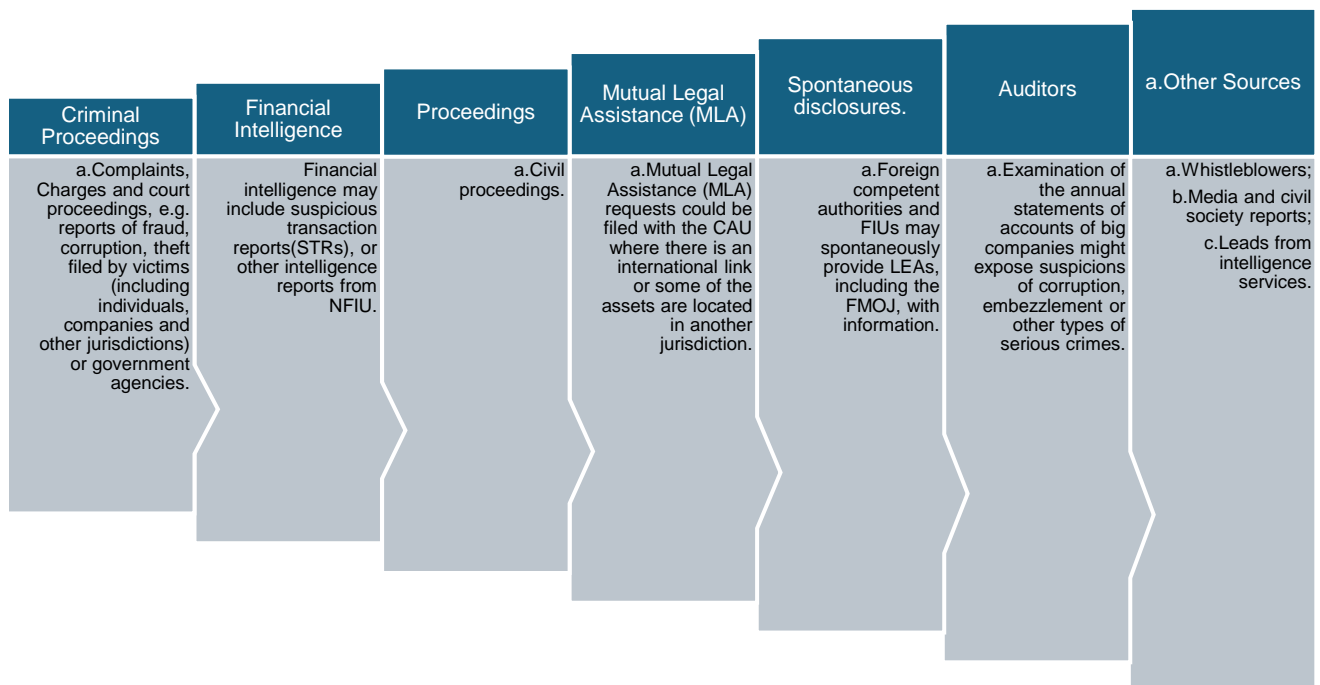 Criminal
Proceedings
a.Complaints,
Charges and court
proceedings, e.g.
reports of fraud,
corruption, theft
filed by victims
(including
individuals,
companies and
other jurisdictions)
or government
agencies.
Financial
Intelligence
Financial
intelligence may
include suspicious
transaction
reports(STRs), or
other intelligence
reports from
NFIU.
Proceedings
a.Civil
proceedings.
Mutual Legal
Assistance (MLA)
a.Mutual Legal
Assistance (MLA)
requests could be
filed with the CAU
where there is an
international link
or some of the
assets are located
in another
jurisdiction.
Spontaneous
disclosures.
a.Foreign
competent
authorities and
FIUs may
spontaneously
provide LEAs,
including the
FMOJ, with
information.
Auditors
a.Examination of
the annual
statements of
accounts of big
companies might
expose suspicions
of corruption,
embezzlement or
other types of
serious crimes.
a.Other Sources
a.Whistleblowers;
b.Media and civil
society reports;
c.Leads from
intelligence
services.